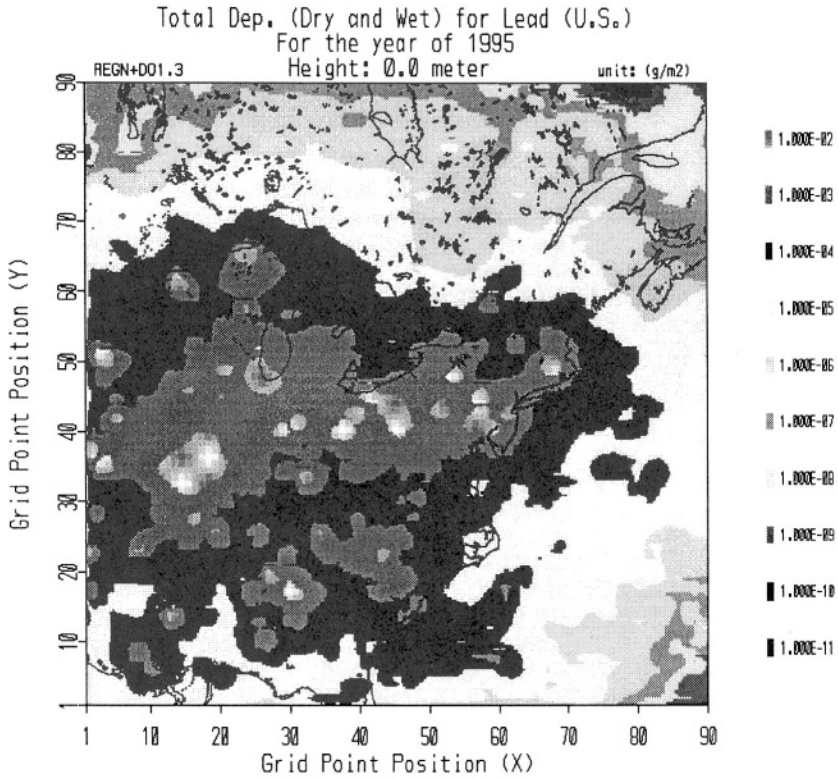 Total Dep. (Dry and Wet) for Lead (U.S.)
For the year of 1995
REGN+DO1.3 Height: 0.0 meter unit: (g/m2)
90
80
70
60
50
40
30
20
10
1
Grid Point Position (Y)
1 10 20 30 40 50 60 70 80 90
Grid Point Position (X)
1.000E-02
1.000E-03
1.000E-04
1.000E-05
1.000E-06
1.000E-07
1.000E-08
1.000E-09
1.000E-10
1.000E-11